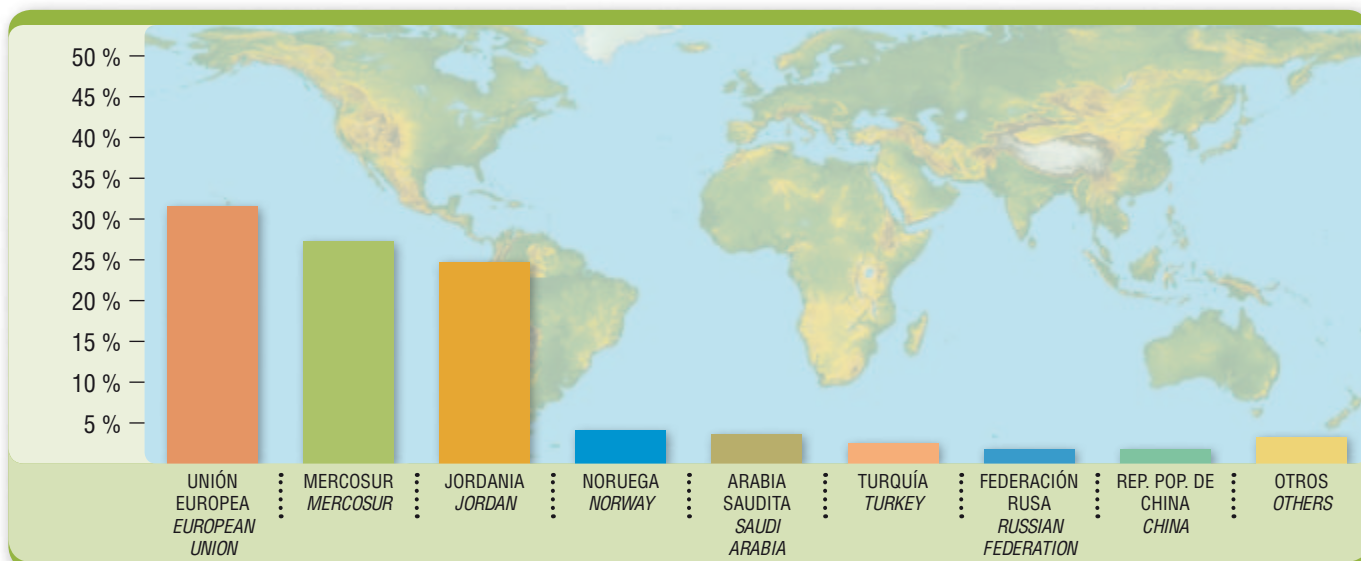 50 %
45 %
40 %
35 %
30 %
25 %
20 %
15 %
10 %
5 %
UNIÓN
EUROPEA
EUROPEAN
UNION
MERCOSUR
MERCOSUR
JORDANIA
JORDAN
NORUEGA
NORWAY
ARABIA
SAUDITA
SAUDI
ARABIA
TURQUÍA
TURKEY
FEDERACIÓN
RUSA
RUSSIAN
FEDERATION
REP. POP. DE
CHINA
CHINA
OTROS
OTHERS